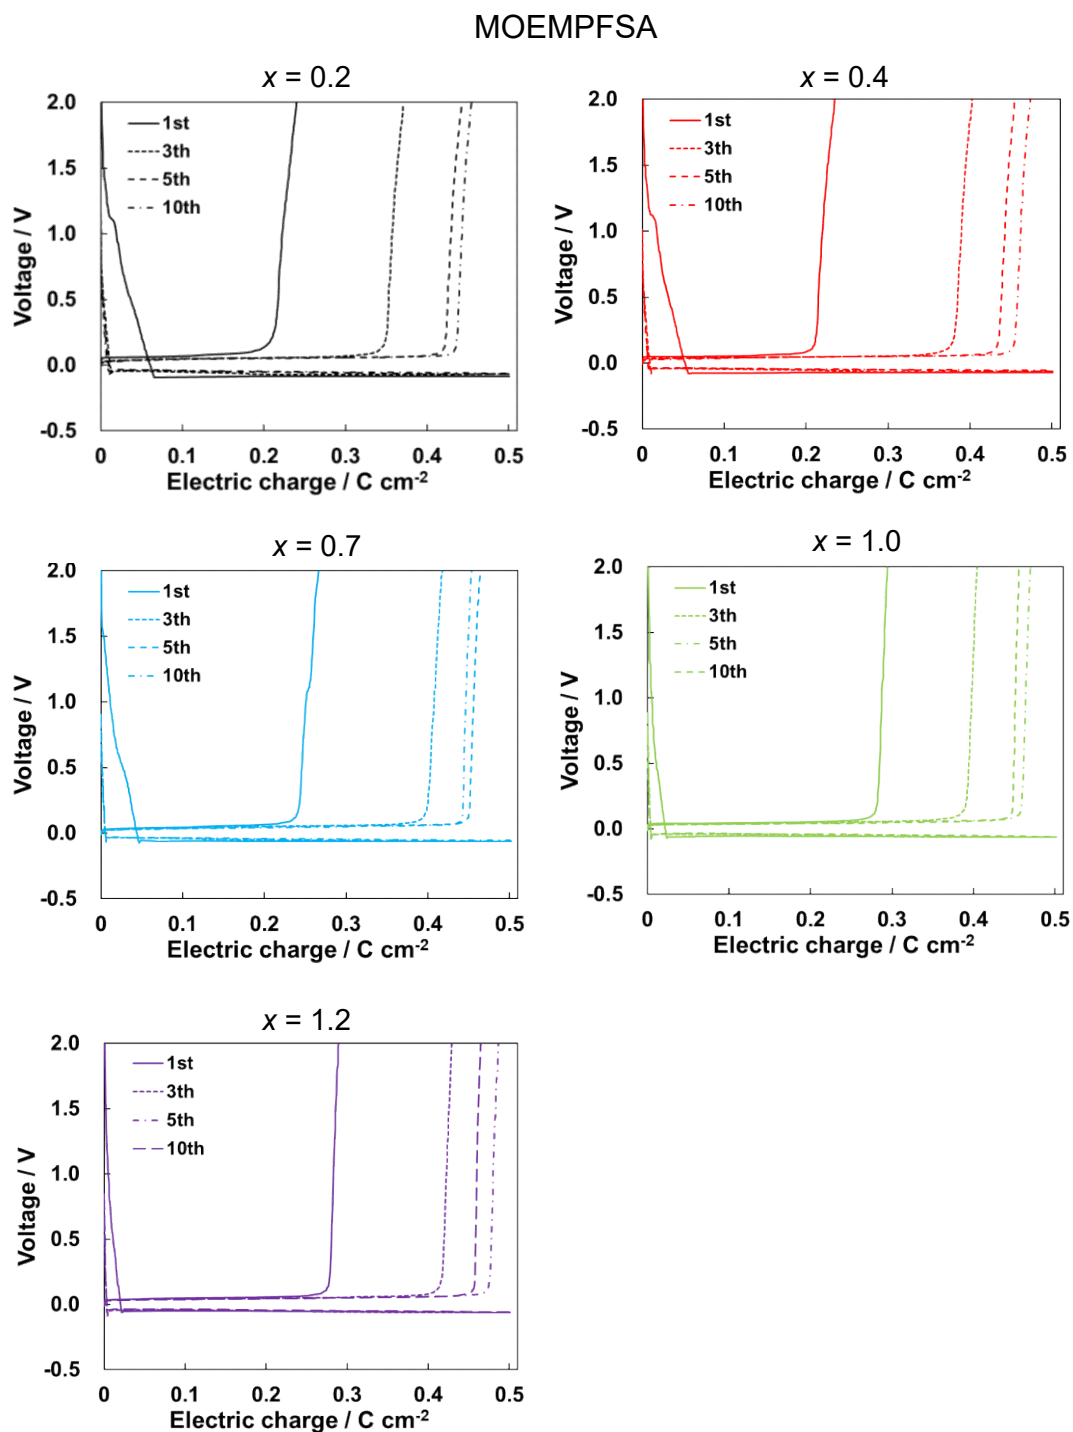 MOEMPFSA
x = 0.2
2.0
1.5
1.0
0.5
0.0
-0.5
Voltage / V
1st
3th
5th
10th
0 0.1 0.2 0.3 0.4 0.5
Electric charge / C cm-2
x = 0.4
2.0
1.5
1.0
0.5
0.0
-0.5
Voltage / V
1st
3th
5th
10th
0 0.1 0.2 0.3 0.4 0.5
Electric charge / C cm-2
x = 0.7
2.0
1.5
1.0
0.5
0.0
-0.5
Voltage / V
1st
3th
5th
10th
0 0.1 0.2 0.3 0.4 0.5
Electric charge / C cm-2
x = 1.0
2.0
1.5
1.0
0.5
0.0
-0.5
Voltage / V
1st
3th
5th
10th
0 0.1 0.2 0.3 0.4 0.5
Electric charge / C cm-2
x = 1.2
2.0
1.5
1.0
0.5
0.0
-0.5
Voltage / V
1st
3th
5th
10th
0 0.1 0.2 0.3 0.4 0.5
Electric charge / C cm-2